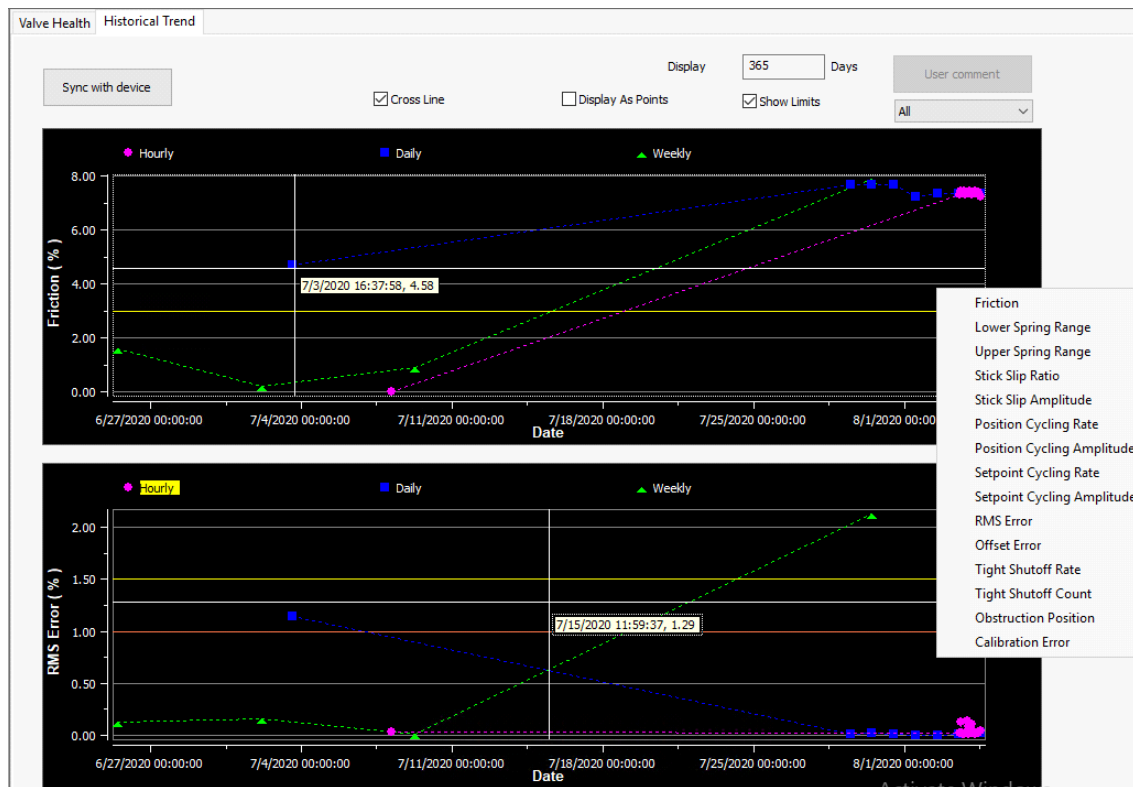 Valve Health Historical Trend
Display 365 Days
User comment
Sync with device
Cross Line Display As Points Show Limits
All
Hourly Daily Weekly
8.00
6.00
4.00
2.00
0.00
Friction ( % )
7/3/2020 16:37:58, 4.58
6/27/2020 00:00:00 7/4/2020 00:00:00 7/11/2020 00:00:00 7/18/2020 00:00:00 7/25/2020 00:00:00 8/1/2020 00:00:0
Date
Friction
Lower Spring Range
Upper Spring Range
Stick Slip Ratio
Stick Slip Amplitude
Position Cycling Rate
Position Cycling Amplitude
Setpoint Cycling Rate
Setpoint Cycling Amplitude
RMS Error
Offset Error
Tight Shutoff Rate
Tight Shutoff Count
Obstruction Position
Calibration Error
Hourly Daily Weekly
2.00
1.50
1.00
0.50
0.00
RMS Error ( % )
7/15/2020 11:59:37, 1.29
6/27/2020 00:00:00 7/4/2020 00:00:00 7/11/2020 00:00:00 7/18/2020 00:00:00 7/25/2020 00:00:00 8/1/2020 00:00:00
Date
Activate Windows